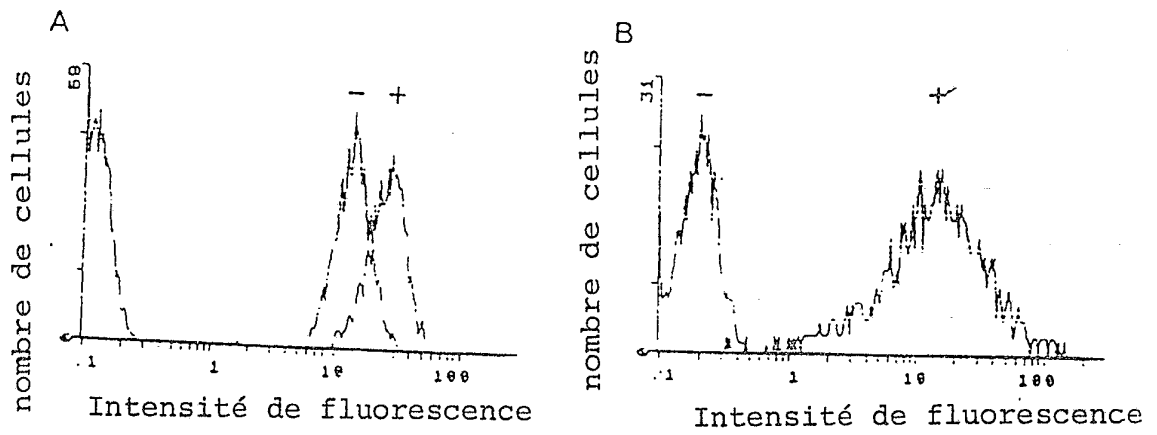 A
nombre de cellules
69
− +
.1 1 10 100
Intensité de fluorescence
B
nombre de cellules
31
− +
.1 1 10 100
Intensité de fluorescence